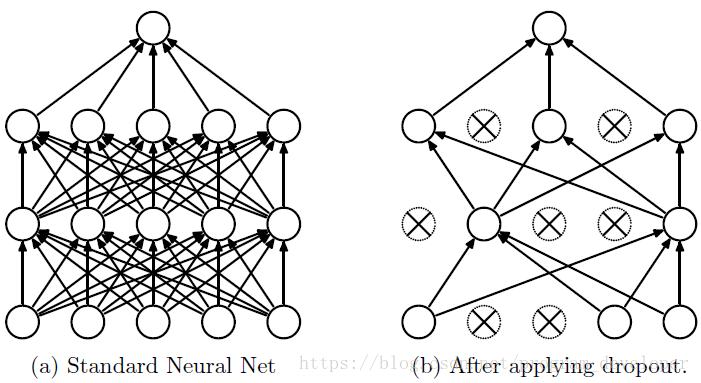 (a) Standard Neural Net
(b) After applying dropout.